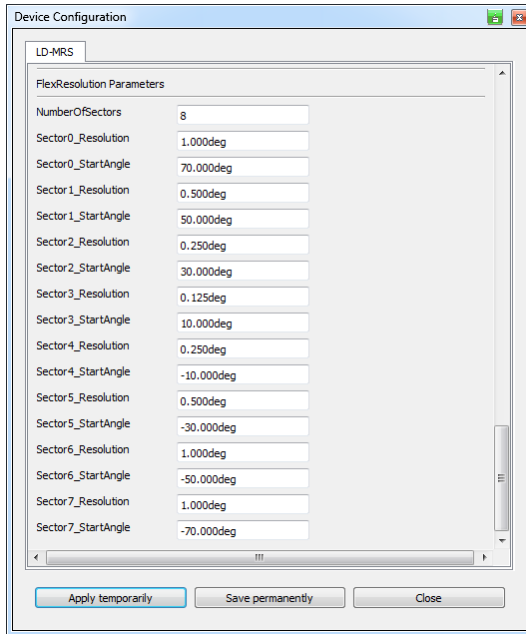 Device Configuration
LD-MRS
FlexResolution Parameters
NumberOfSectors 8
Sector0_Resolution 1.000deg
Sector0_StartAngle 70.000deg
Sector1_Resolution 0.500deg
Sector1_StartAngle 50.000deg
Sector2_Resolution 0.250deg
Sector2_StartAngle 30.000deg
Sector3_Resolution 0.125deg
Sector3_StartAngle 10.000deg
Sector4_Resolution 0.250deg
Sector4_StartAngle -10.000deg
Sector5_Resolution 0.500deg
Sector5_StartAngle -30.000deg
Sector6_Resolution 1.000deg
Sector6_StartAngle -50.000deg
Sector7_Resolution 1.000deg
Sector7_StartAngle -70.000deg
Apply temporarily Save permanently Close